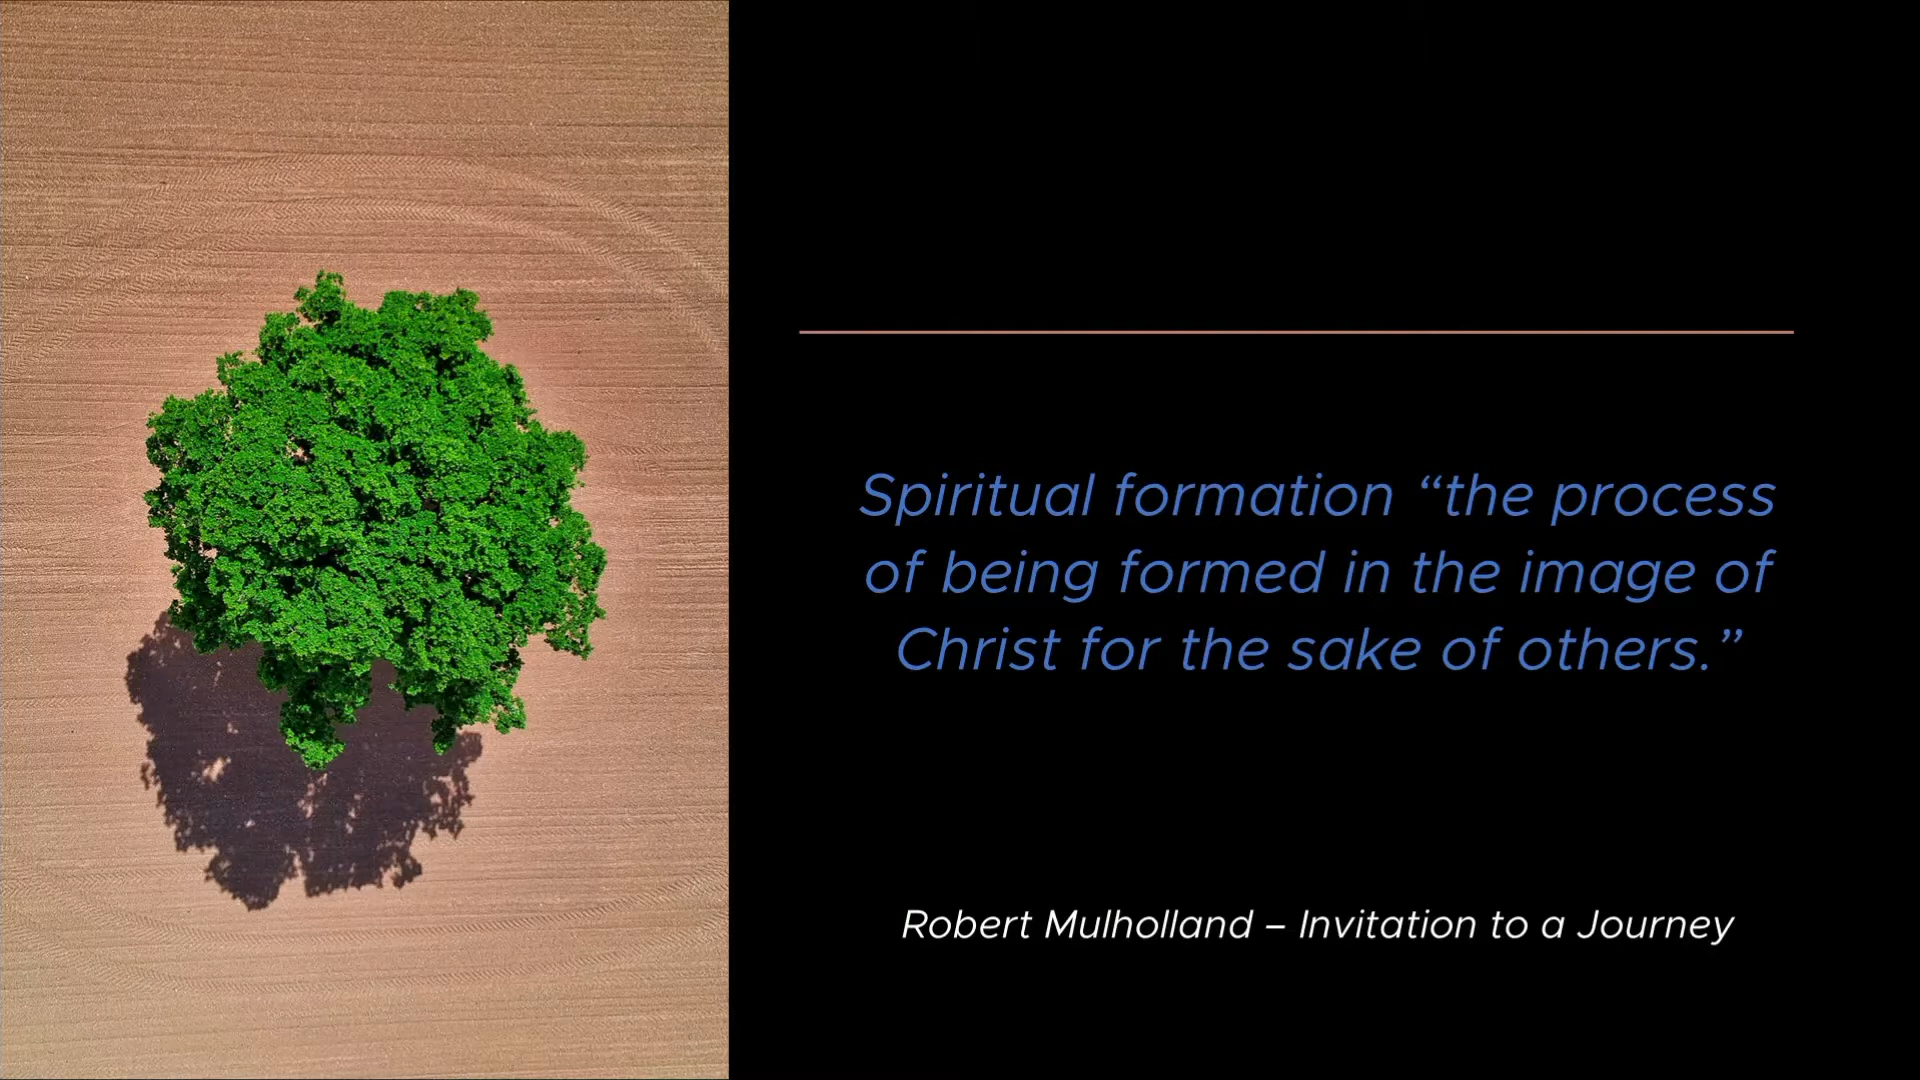 Spiritual formation “the process
of being formed in the image of
Christ for the sake of others.”
Robert Mulholland – Invitation to a Journey